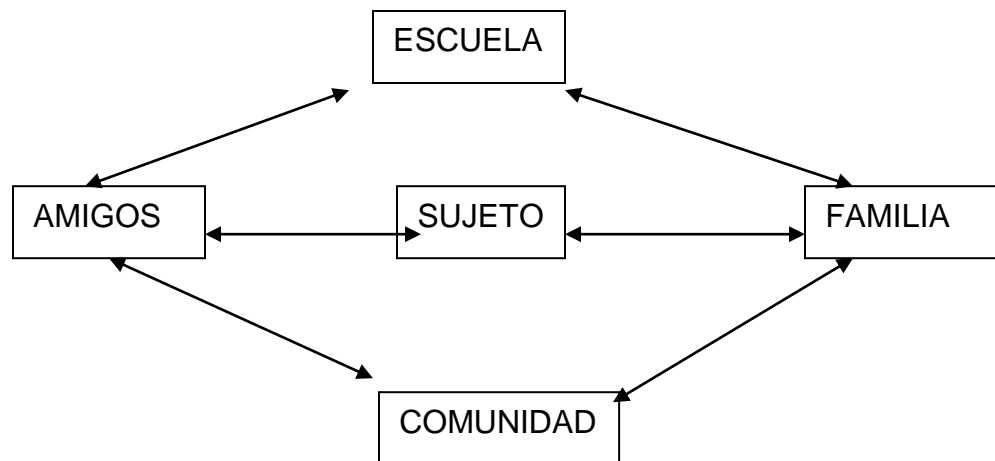 ESCUELA
AMIGOS
SUJETO
FAMILIA
COMUNIDAD